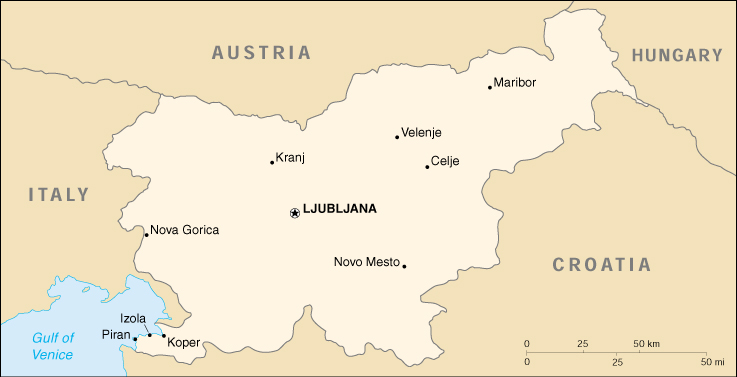 AUSTRIA
HUNGARY
Maribor
Velenje
Celje
Kranj
ITALY
LJUBLJANA
Nova Gorica
Novo Mesto
CROATIA
Izola
Piran
Koper
Gulf of
Venice
0 25 50 km
0 25 50 mi